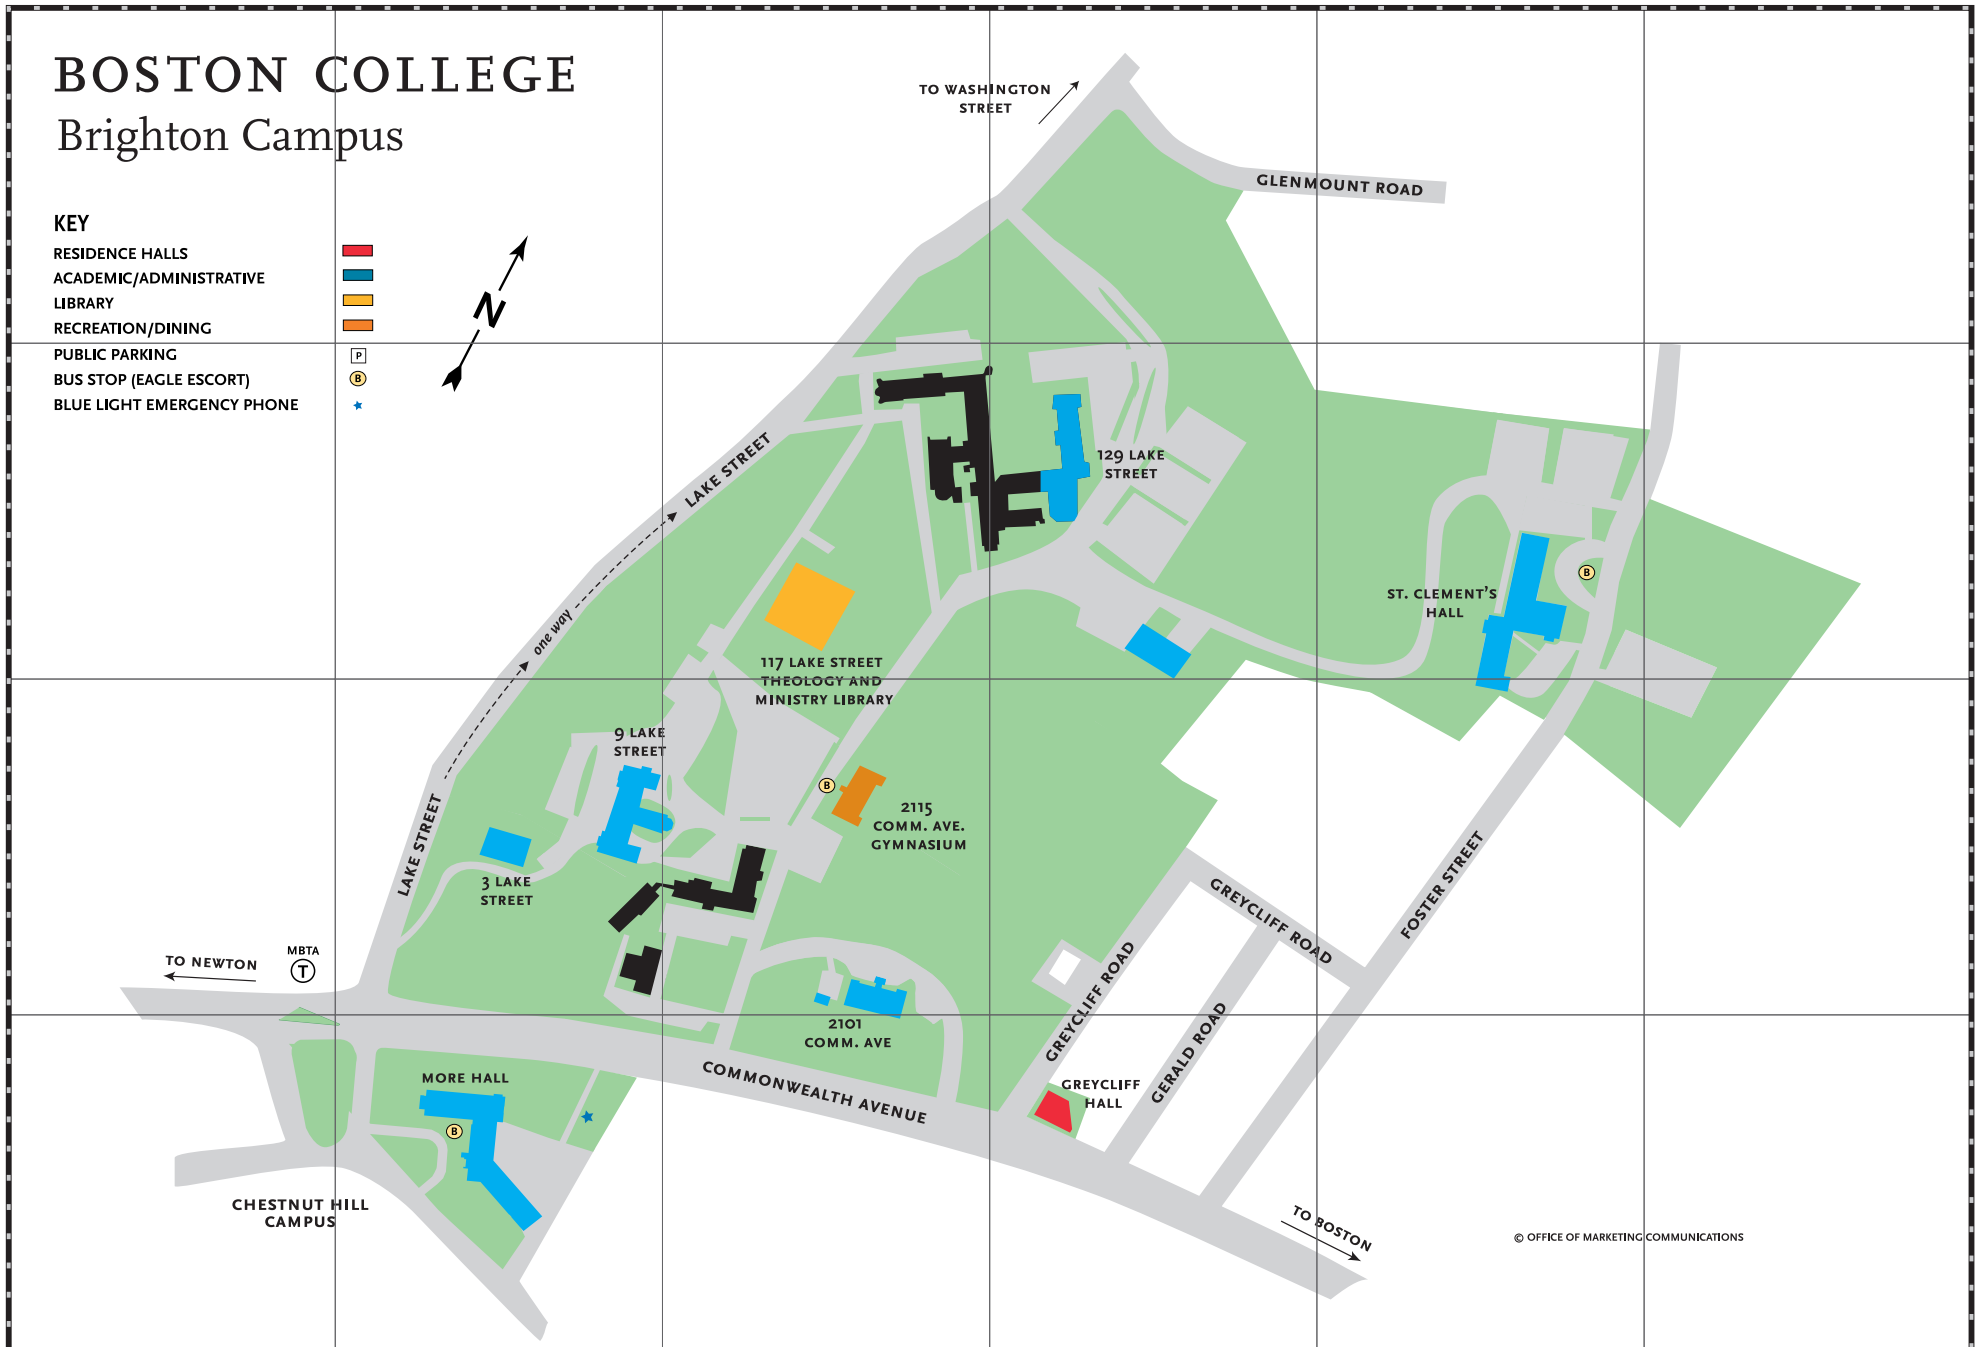 BOSTON COLLEGE
Brighton Campus
KEY
RESIDENCE HALLS
ACADEMIC/ADMINISTRATIVE
LIBRARY
RECREATION/DINING
PUBLIC PARKING
P
BUS STOP (EAGLE ESCORT)
B
BLUE LIGHT EMERGENCY PHONE
N
TO WASHINGTON
STREET
GLENMOUNT ROAD
LAKE STREET
129 LAKE
STREET
one way
ST. CLEMENT'S
HALL
B
117 LAKE STREET
THEOLOGY AND
MINISTRY LIBRARY
9 LAKE
STREET
B
2115
COMM. AVE.
GYMNASIUM
LAKE STREET
3 LAKE
STREET
GREYCLIFF ROAD
FOSTER STREET
TO NEWTON
MBTA
T
GREYCLIFF ROAD
2101
COMM. AVE
GERALD ROAD
MORE HALL
B
COMMONWEALTH AVENUE
GREYCLIFF
HALL
CHESTNUT HILL
CAMPUS
TO BOSTON
© OFFICE OF MARKETING COMMUNICATIONS